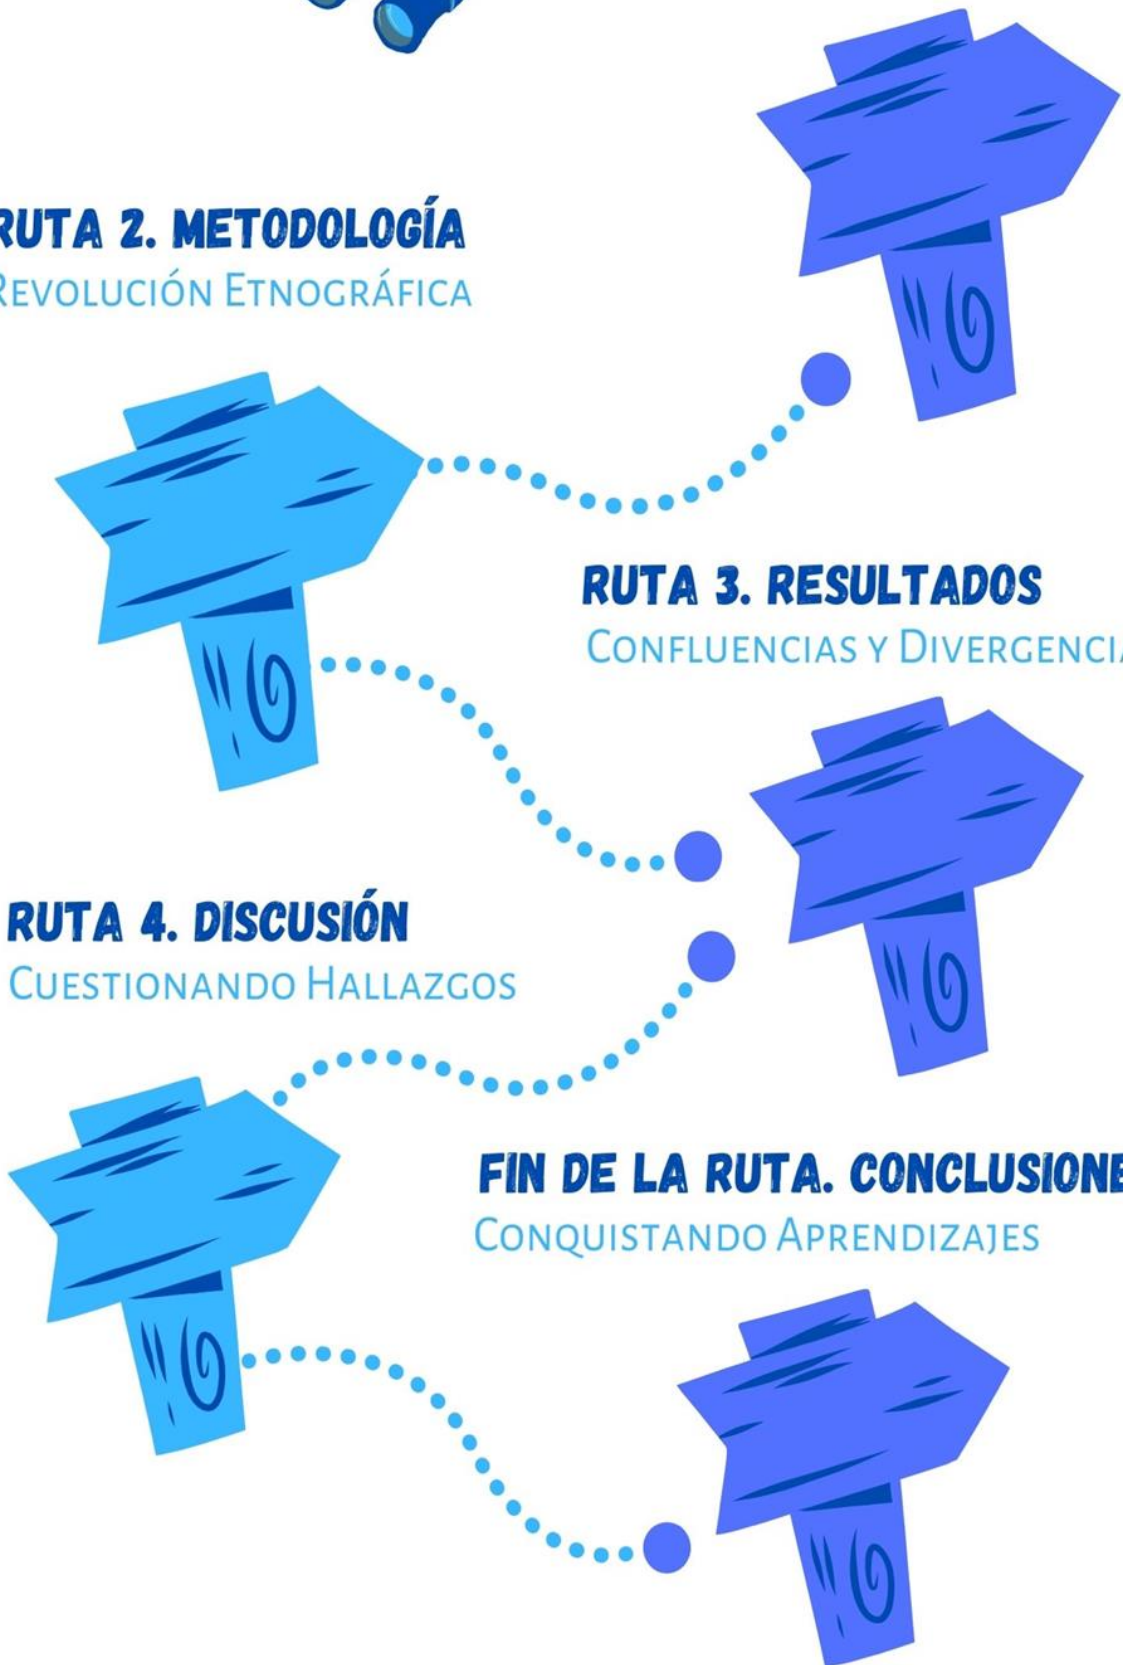 RUTA 2. METODOLOGÍA
REVOLUCIÓN ETNOGRÁFICA
RUTA 3. RESULTADOS
CONFLUENCIAS Y DIVERGENCIA
RUTA 4. DISCUSIÓN
CUESTIONANDO HALLAZGOS
FIN DE LA RUTA. CONCLUSIONE
CONQUISTANDO APRENDIZAJES